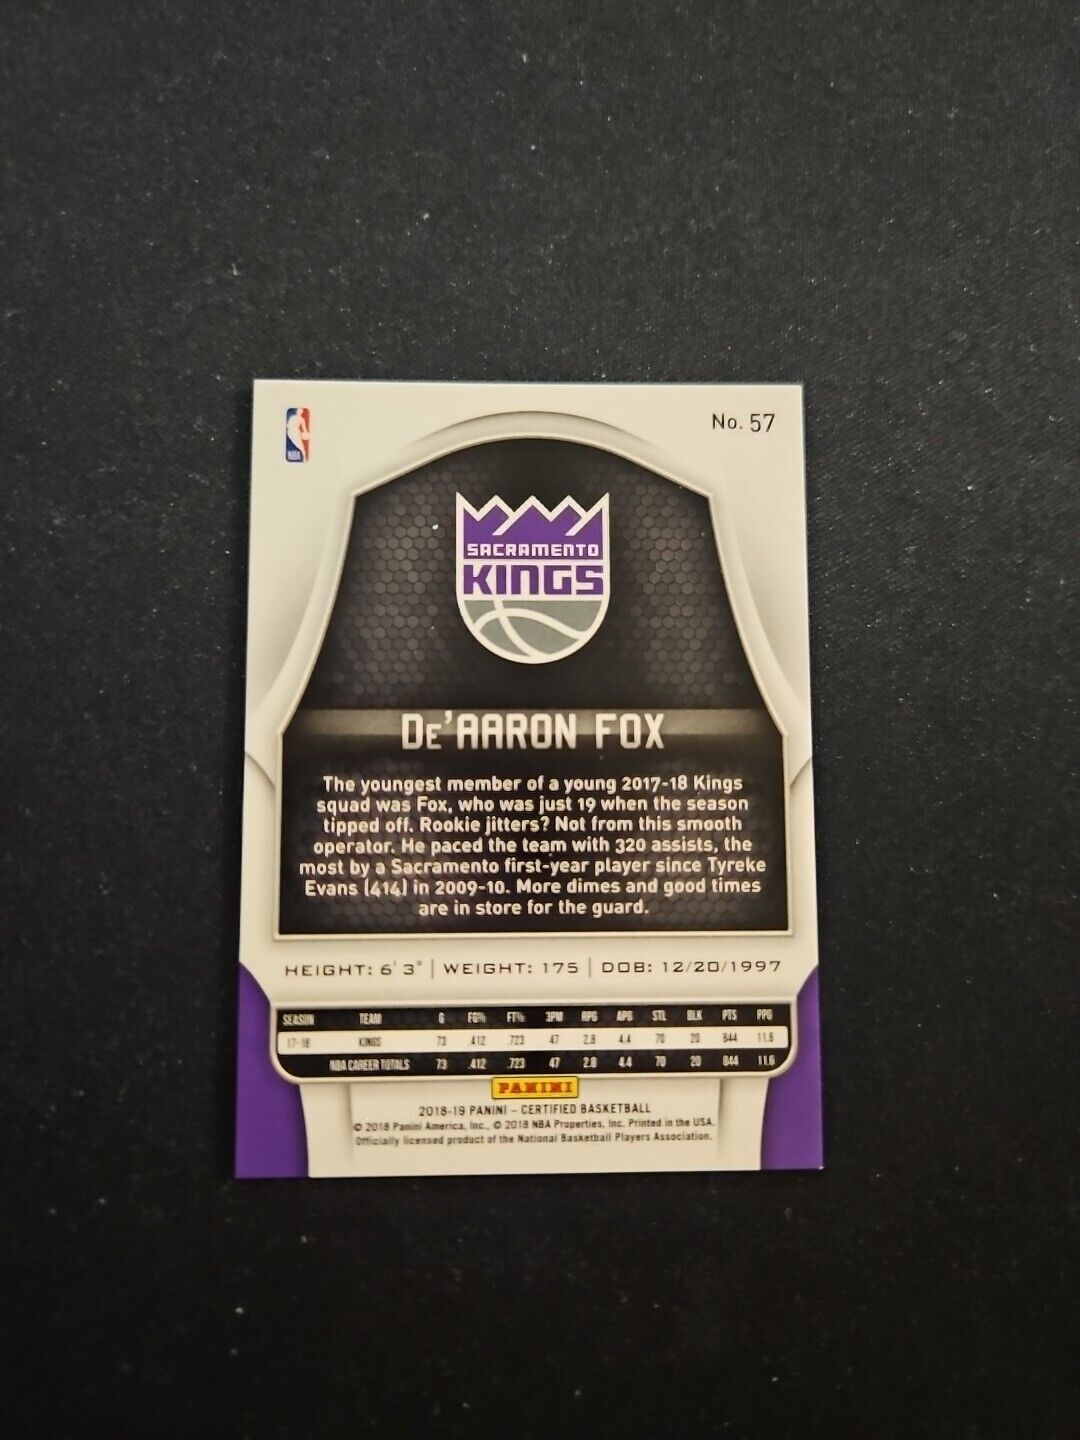 No. 57
NBA
SACRAMENTO
KINGS
De'AARON FOX
The youngest member of a young 2017-18 Kings
squad was Fox, who was just 19 when the season
tipped off. Rookie jitters? Not from this smooth
operator. He paced the team with 320 assists, the
most by a Sacramento first-year player since Tyreke
Evans (414) in 2009-10. More dimes and good times
are in store for the guard.
HEIGHT: 6' 3" | WEIGHT: 175 | DOB: 12/20/1997
SEASON TEAM G FG% FT% 3PM RPG APG STL BLK PTS PPG
17-18 KINGS 73 .412 .723 47 2.8 4.4 70 20 844 11.6
NBA CAREER TOTALS 73 .412 .723 47 2.8 4.4 70 20 844 11.6
PANINI
2018-19 PANINI – CERTIFIED BASKETBALL
© 2018 Panini America, Inc., © 2018 NBA Properties, Inc. Printed in the USA.
Officially licensed product of the National Basketball Players Association.